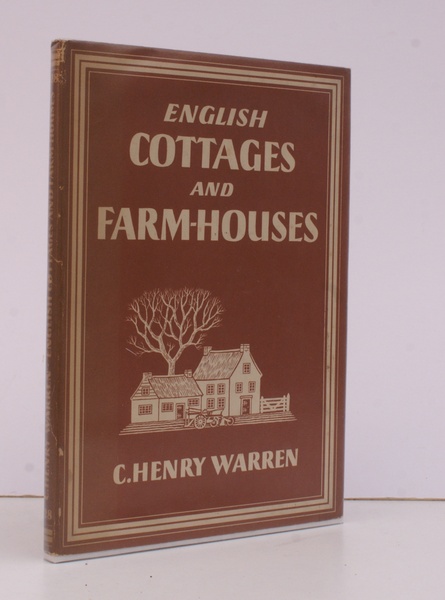 ENGLISH
COTTAGES
AND
FARM-HOUSES
C.HENRY WARREN